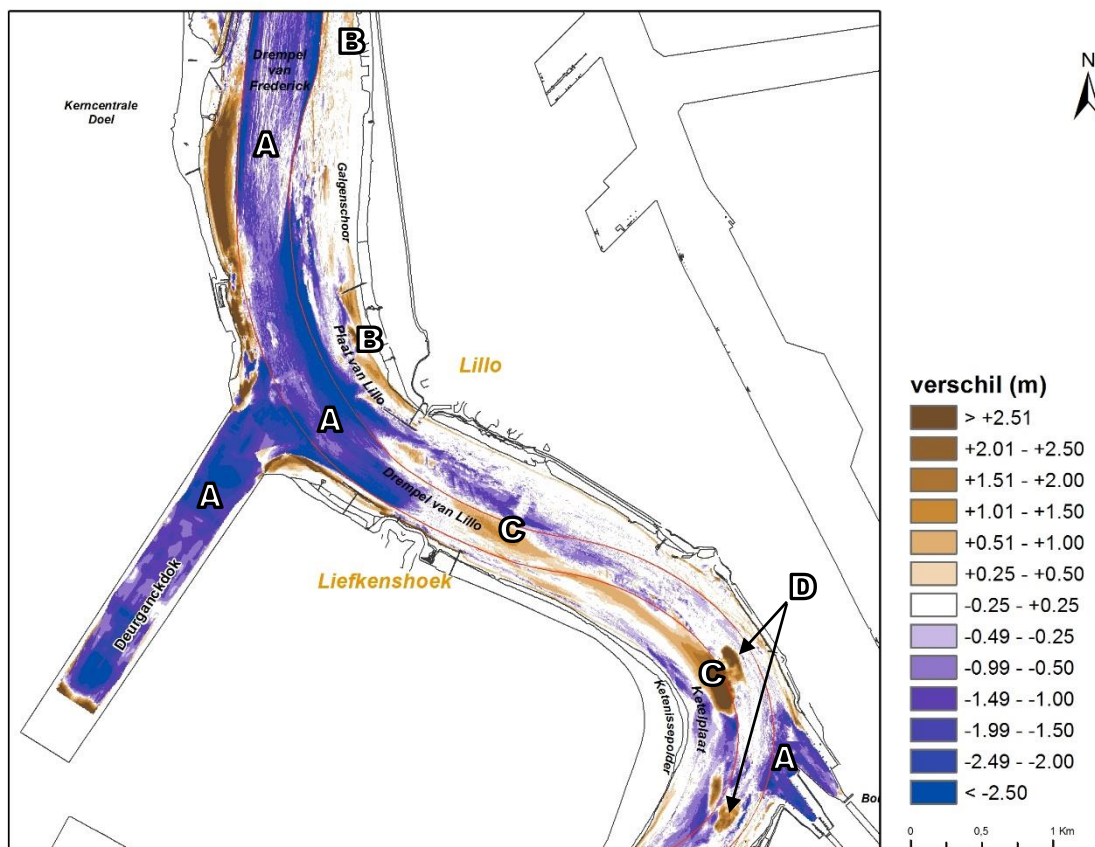 B
Drempel
van
Frederick
N
Kerncentrale
Doel
A
Galgenschoor
B
Plaat van Lillo
Lillo
A
verschil (m)
> +2.51
+2.01 - +2.50
+1.51 - +2.00
+1.01 - +1.50
+0.51 - +1.00
+0.25 - +0.50
-0.25 - +0.25
-0.49 - -0.25
-0.99 - -0.50
-1.49 - -1.00
-1.99 - -1.50
-2.49 - -2.00
< -2.50
A
Drempel van Lillo
C
Liefkenshoek
D
Deurganckdok
C
Ketelplaat
Ketenissepolder
A
Bo
0 0,5 1 Km